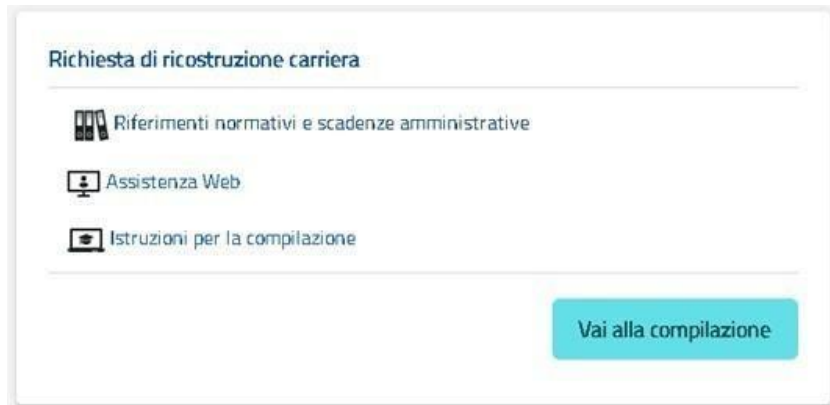 Richiesta di ricostruzione carriera
Riferimenti normativi e scadenze amministrative
Assistenza Web
Istruzioni per la compilazione
Vai alla compilazione